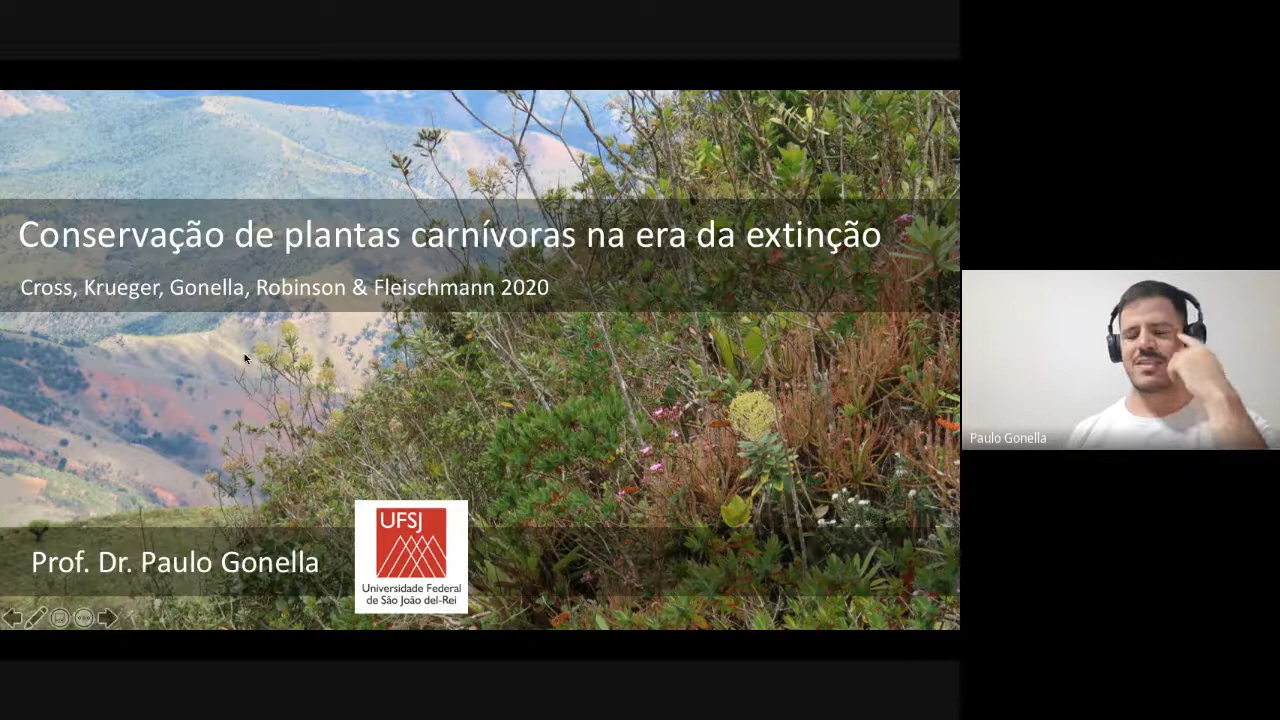 Conservação de plantas carnívoras na era da extinção
Cross, Krueger, Gonella, Robinson & Fleischmann 2020
Paulo Gonella
UFSJ
Prof. Dr. Paulo Gonella
Universidade Federal
de São João del-Rei